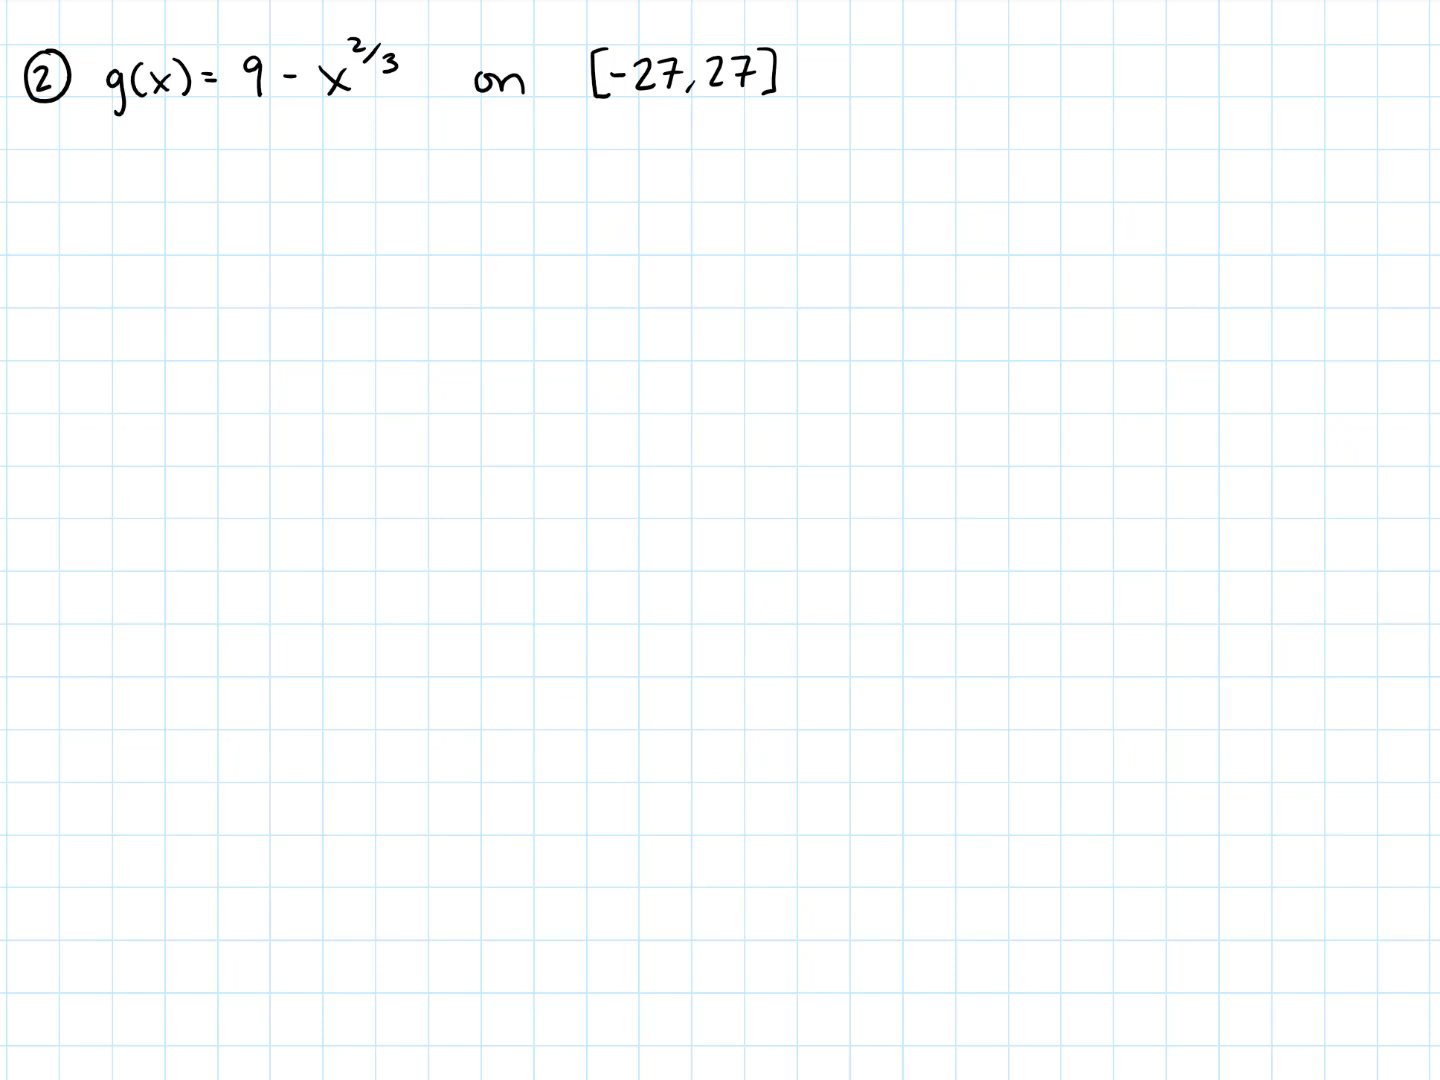 ② g(x) = 9 - x^{2/3} on [-27, 27]